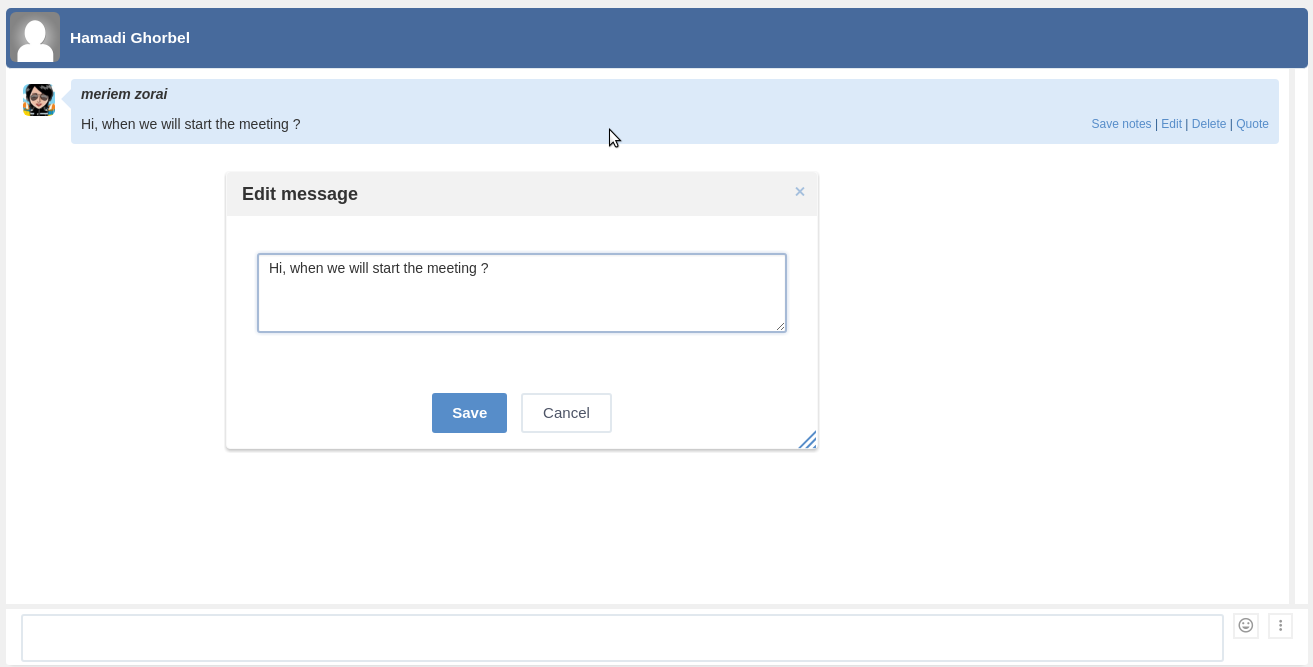 Hamadi Ghorbel
meriem zorai
Hi, when we will start the meeting ?
Save notes | Edit | Delete | Quote
Edit message
×
Hi, when we will start the meeting ?
Save
Cancel